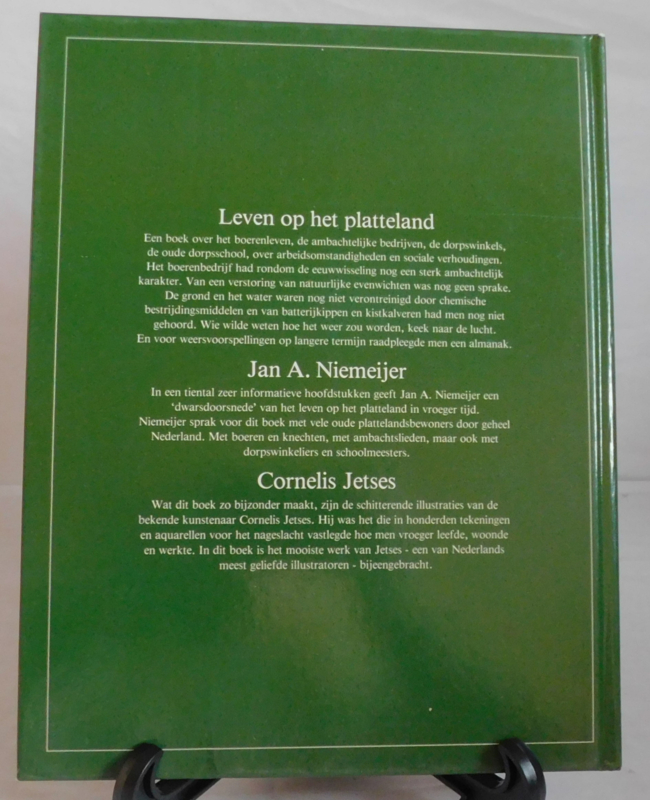 Leven op het platteland
Een boek over het boerenleven, de ambachtelijke bedrijven, de dorpswinkels,
de oude dorpsschool, over arbeidsomstandigheden en sociale verhoudingen.
Het boerenbedrijf had rondom de eeuwwisseling nog een sterk ambachtelijk
karakter. Van een verstoring van natuurlijke evenwichten was nog geen sprake.
De grond en het water waren nog niet verontreinigd door chemische
bestrijdingsmiddelen en van batterijkippen en kistkalveren had men nog niet
gehoord. Wie wilde weten hoe het weer zou worden, keek naar de lucht.
En voor weersvoorspellingen op langere termijn raadpleegde men een almanak.
Jan A. Niemeijer
In een tiental zeer informatieve hoofdstukken geeft Jan A. Niemeijer een
‘dwarsdoorsnede’ van het leven op het platteland in vroeger tijd.
Niemeijer sprak voor dit boek met vele oude plattelandsbewoners door geheel
Nederland. Met boeren en knechten, met ambachtslieden, maar ook met
dorpswinkeliers en schoolmeesters.
Cornelis Jetses
Wat dit boek zo bijzonder maakt, zijn de schitterende illustraties van de
bekende kunstenaar Cornelis Jetses. Hij was het die in honderden tekeningen
en aquarellen voor het nageslacht vastlegde hoe men vroeger leefde, woonde
en werkte. In dit boek is het mooiste werk van Jetses - een van Nederlands
meest geliefde illustratoren - bijeengebracht.